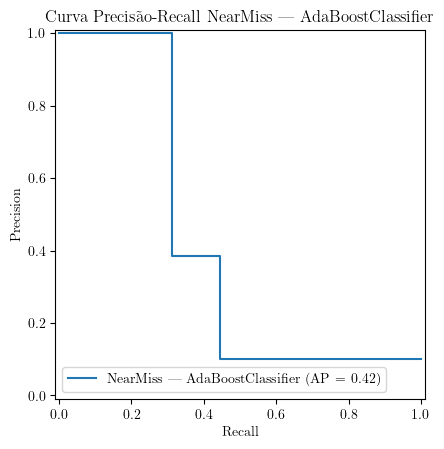 Curva Precisão-Recall NearMiss — AdaBoostClassifier
1.0
0.8
0.6
0.4
0.2
0.0
Precision
NearMiss — AdaBoostClassifier (AP = 0.42)
0.0 0.2 0.4 0.6 0.8 1.0
Recall